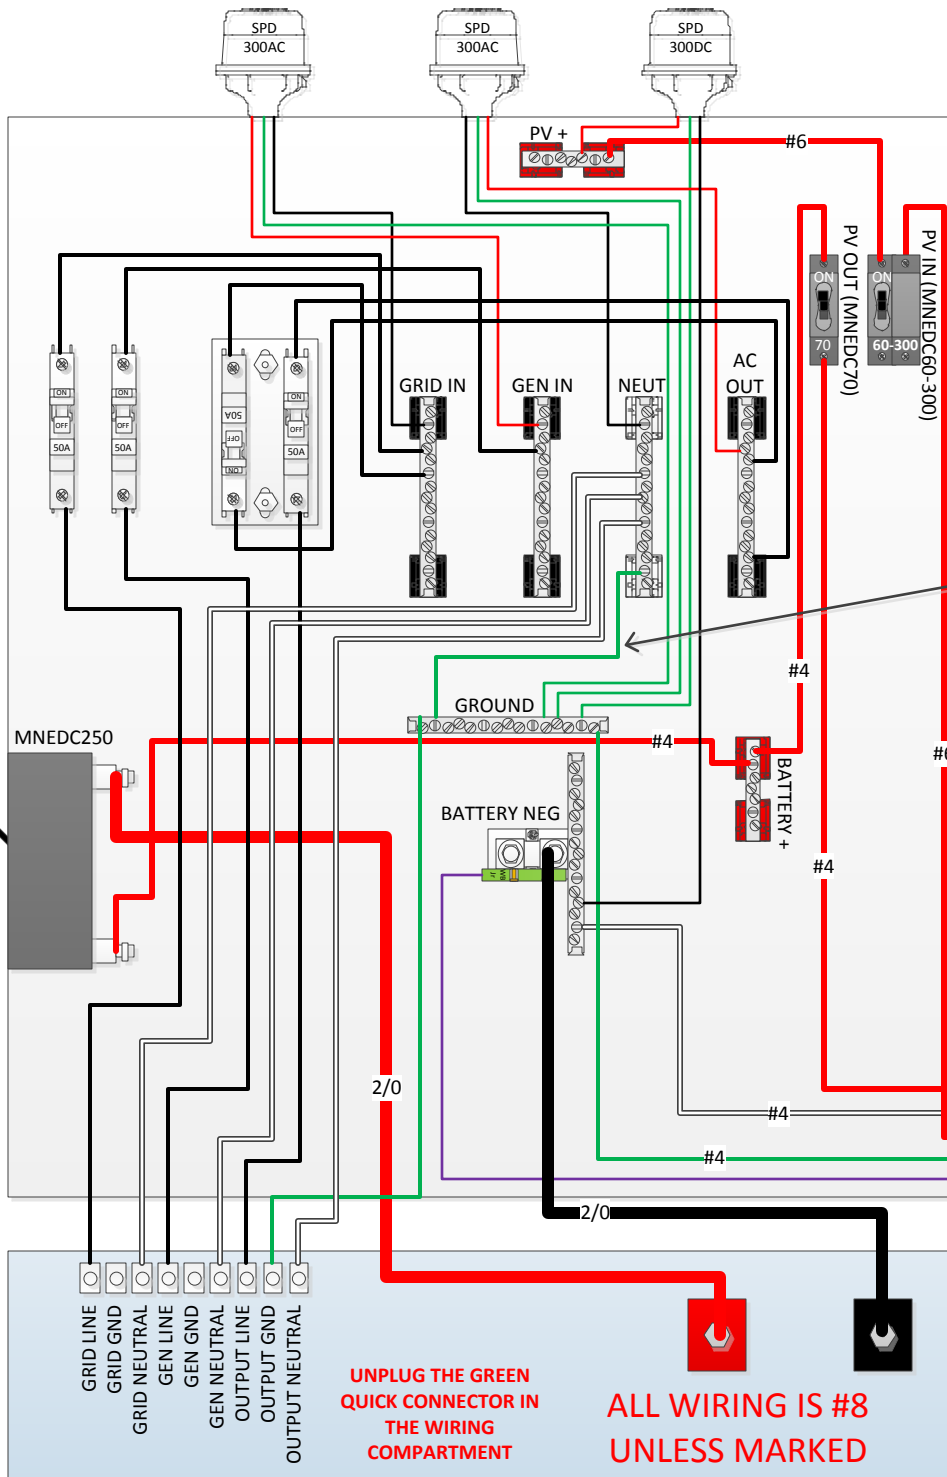 SPD
300AC
SPD
300AC
SPD
300DC
PV +
#6
PV OUT (MNEDC70)
PV IN (MNEDC60-300)
ON
70
ON
60-300
GRID IN
GEN IN
NEUT
AC
OUT
ON
OFF
50A
ON
OFF
50A
50A
OFF
ON
ON
OFF
50A
#4
GROUND
MNEDC250
#4
BATTERY +
BATTERY NEG
#4
2/0
#4
#4
2/0
GRID LINE
GRID GND
GRID NEUTRAL
GEN LINE
GEN GND
GEN NEUTRAL
OUTPUT LINE
OUTPUT GND
OUTPUT NEUTRAL
UNPLUG THE GREEN
QUICK CONNECTOR IN
THE WIRING
COMPARTMENT
ALL WIRING IS #8
UNLESS MARKED